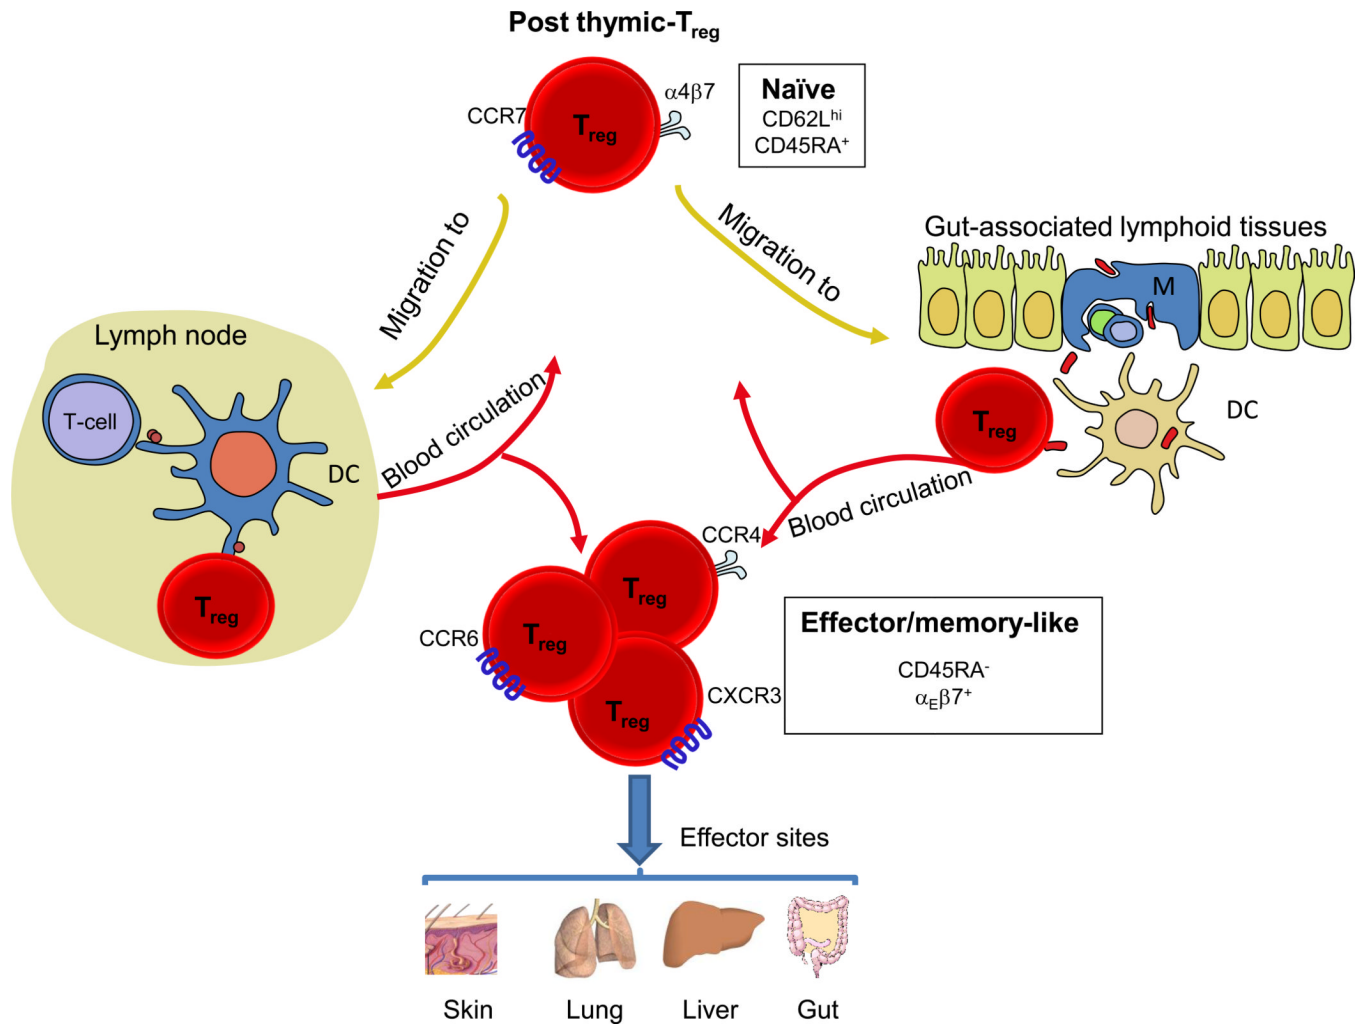 Post thymic-Treg
CCR7
Treg
α4β7
Naïve
CD62Lhi
CD45RA+
Migration to
Migration to
Gut-associated lymphoid tissues
M
Lymph node
T-cell
DC
Treg
Blood circulation
Treg
DC
Blood circulation
CCR4
Treg
CCR6
Treg
CXCR3
Treg
Effector/memory-like
CD45RA-
αEβ7+
Effector sites
Skin
Lung
Liver
Gut